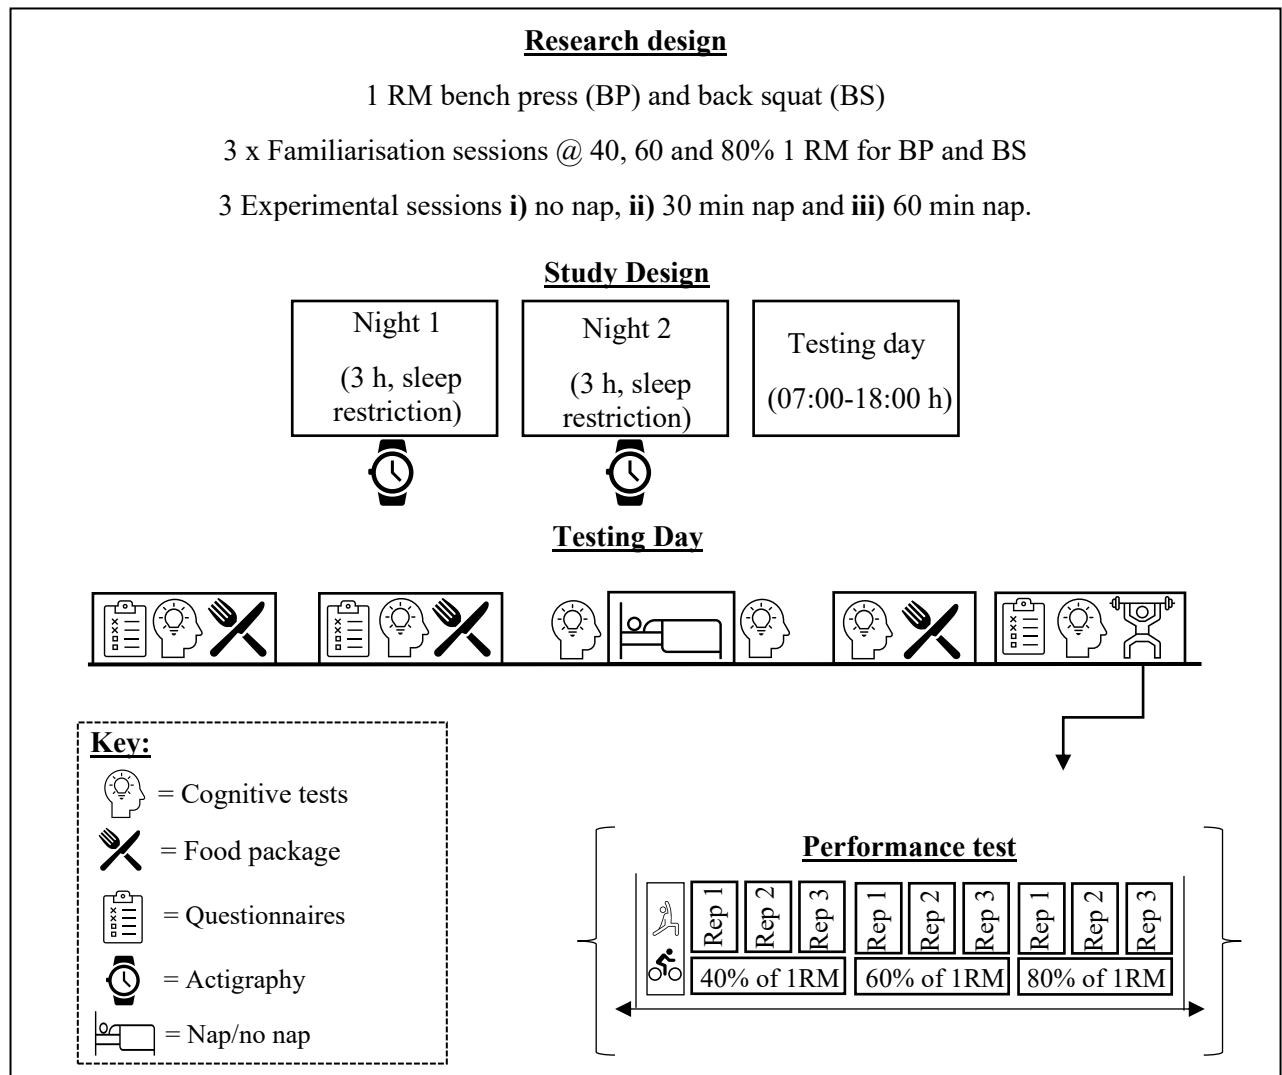 Research design
1 RM bench press (BP) and back squat (BS)
3 x Familiarisation sessions @ 40, 60 and 80% 1 RM for BP and BS
3 Experimental sessions i) no nap, ii) 30 min nap and iii) 60 min nap.
Study Design
Night 1
(3 h, sleep
restriction)
Night 2
(3 h, sleep
restriction)
Testing day
(07:00-18:00 h)
Testing Day
Key:
= Cognitive tests
= Food package
= Questionnaires
= Actigraphy
= Nap/no nap
Performance test
Rep 1
Rep 2
Rep 3
Rep 1
Rep 2
Rep 3
Rep 1
Rep 2
Rep 3
40% of 1RM
60% of 1RM
80% of 1RM